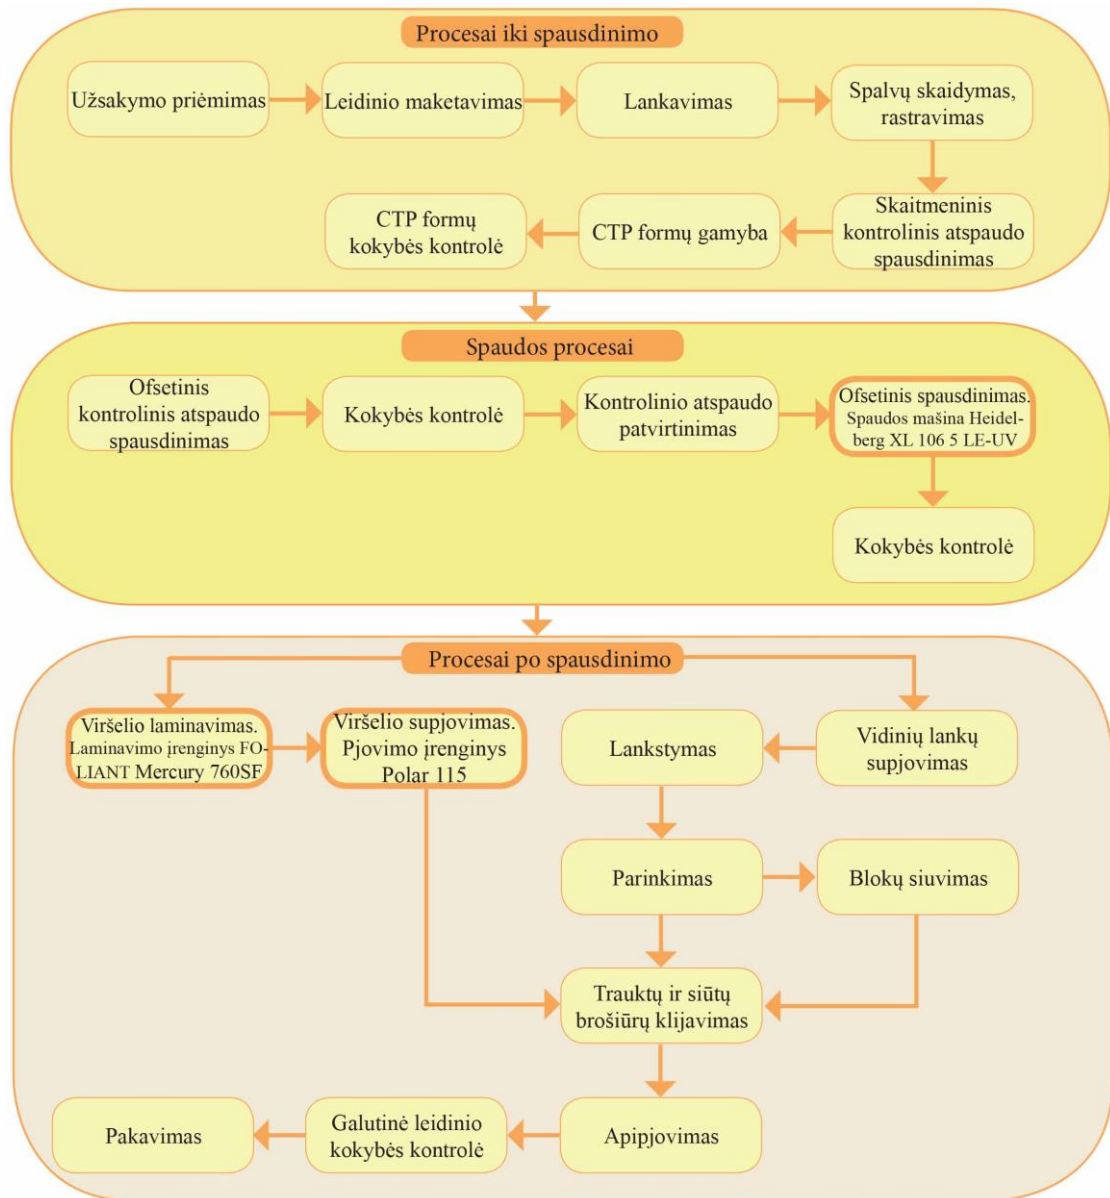 Procesai iki spausdinimo
Užsakymo priėmimas
Leidinio maketavimas
Lankavimas
Spalvų skaidymas,
rastravimas
Skaitmeninis
kontrolinis atspaudo
spausdinimas
CTP formų gamyba
CTP formų
kokybės kontrolė
Spaudos procesai
Ofsetinis
kontrolinis atspaudo
spausdinimas
Kokybės kontrolė
Kontrolinio atspaudo
patvirtinimas
Ofsetinis spausdinimas.
Spaudos mašina Heidel-
berg XL 106 5 LE-UV
Kokybės kontrolė
Procesai po spausdinimo
Viršelio laminavimas.
Laminavimo įrenginys FO-
LIANT Mercury 760SF
Viršelio supjovimas.
Pjovimo įrenginys
Polar 115
Vidinių lankų
supjovimas
Lankstymas
Parinkimas
Blokų siuvimas
Trauktų ir siūtų
brošiūrų klijavimas
Apipjovimas
Galutinė leidinio
kokybės kontrolė
Pakavimas